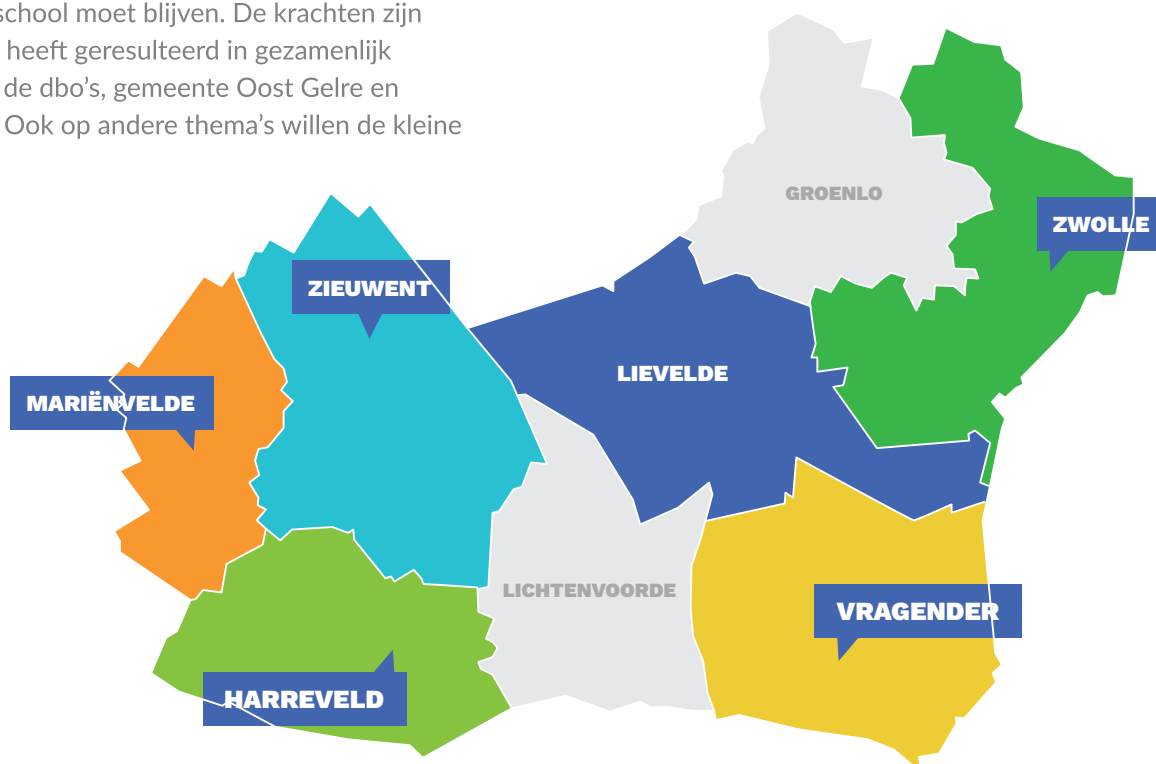 school moet blijven. De krachten zijn
heeft geresulteerd in gezamenlijk
de dbo's, gemeente Oost Gelre en
Ook op andere thema's willen de kleine
GROENLO
ZWOLLE
ZIEUWENT
LIEVELDE
MARIËNVELDE
LICHTENVOORDE
VRAGENDER
HARREVELD